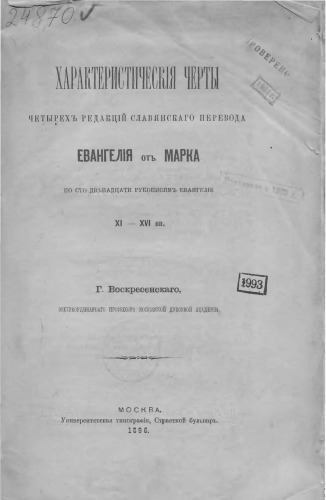 24870
ПРОВЕРЕНО
ХАРАКТЕРИСТИЧЕСКІЯ ЧЕРТЫ
ЧЕТЫРЕХЪ РЕДАКЦІЙ СЛАВЯНСКАГО ПЕРЕВОДА
ЕВАНГЕЛІЯ отъ МАРКА
ПО СТО ДВѢНАДЦАТИ РУКОПИСЯМЪ ЕВАНГЕЛІЯ
XI — XVI вв.
Г. Воскресенскаго,
1993
ЭКСТРАОРДИНАРНАГО ПРОФЕССОРА МОСКОВСКОЙ ДУХОВНОЙ АКАДЕМІИ.
МОСКВА.
Университетская типографія, Страстной бульваръ.
1896.